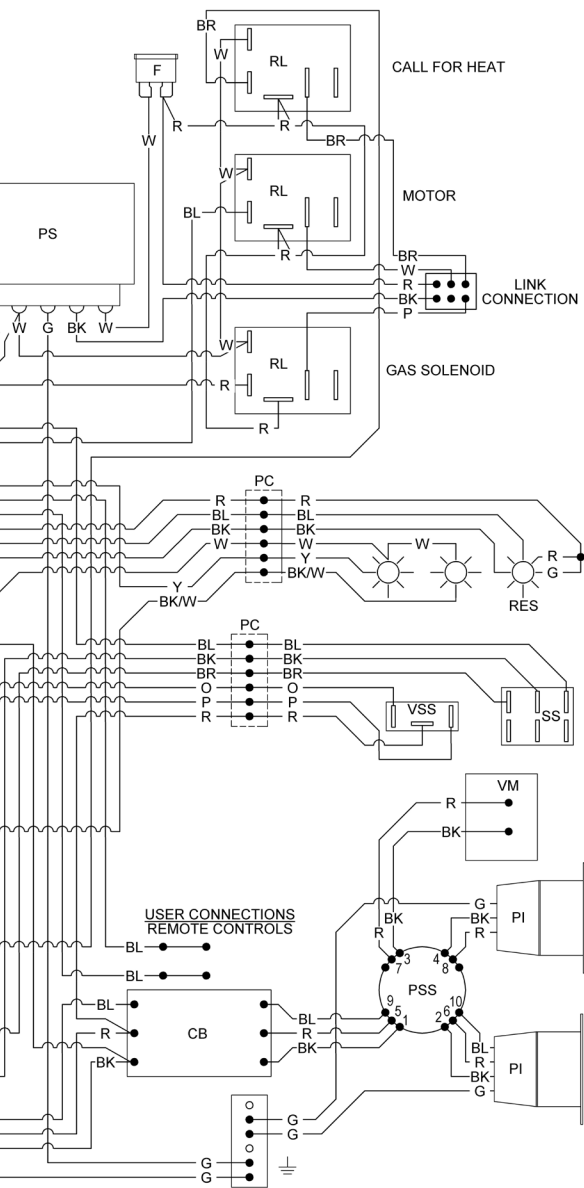 BR
W
RL
CALL FOR HEAT
F
R
R
W
BR
W
RL
MOTOR
BL
PS
R
BR
W
R
BK
P
LINK
CONNECTION
W
G
BK
W
W
RL
GAS SOLENOID
R
R
PC
R
R
BL
BL
BK
BK
W
W
W
Y
R
BK/W
G
Y
BK/W
RES
PC
BL
BL
BK
BK
BR
BR
O
O
P
P
R
R
VSS
SS
VM
R
BK
USER CONNECTIONS
REMOTE CONTROLS
G
BK
BK
R
R
PI
BL
3
4
7
8
BL
PSS
BL
9
10
5
6
1
2
BL
R
CB
R
BK
BK
BL
R
BK
G
PI
G
G
G
G